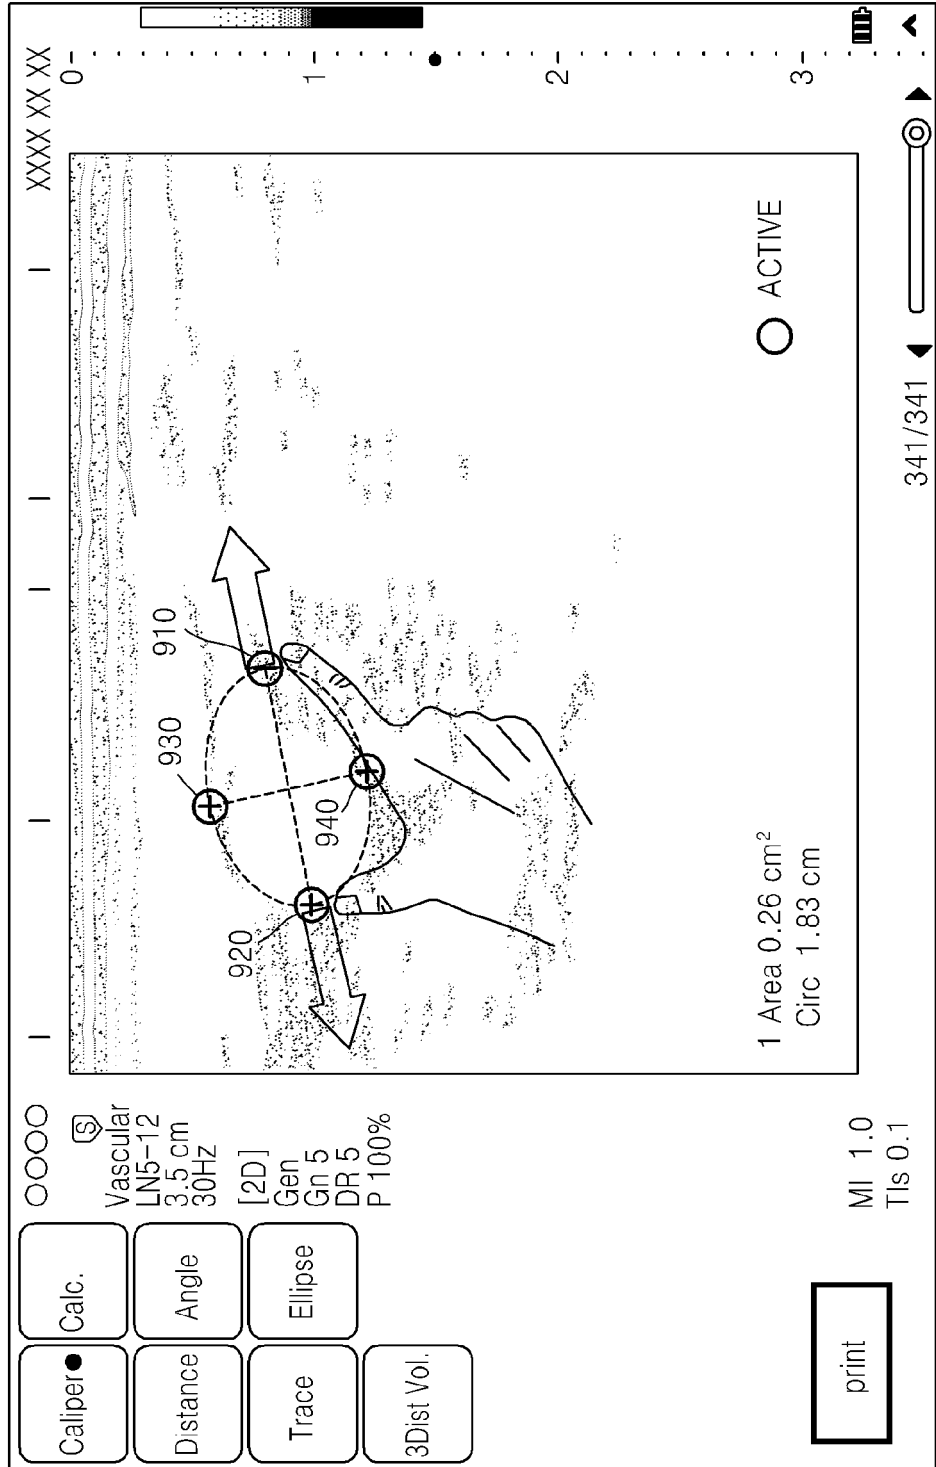 Caliper
Calc.
Distance
Angle
Trace
Ellipse
3Dist Vol.
print
S
Vascular
LN5-12
3.5 cm
30Hz
[2D]
Gen
Gn 5
DR 5
P 100%
MI 1.0
TIs 0.1
XXXX XX XX
0
1
2
3
910
920
930
940
1 Area 0.26 cm²
Circ 1.83 cm
ACTIVE
341/341